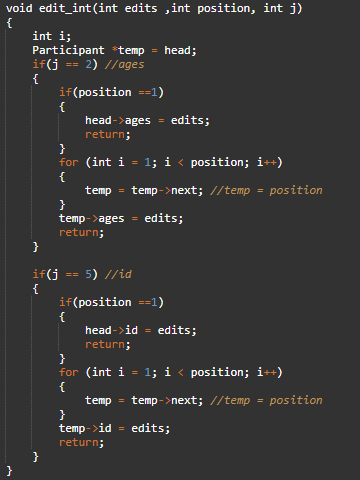 void edit_int(int edits ,int position, int j)
{
    int i;
    Participant *temp = head;
    if(j == 2) //ages
    {
        if(position ==1)
        {
            head->ages = edits;
            return;
        }
        for (int i = 1; i < position; i++)
        {
            temp = temp->next; //temp = position
        }
        temp->ages = edits;
        return;
    }

    if(j == 5) //id
    {
        if(position ==1)
        {
            head->id = edits;
            return;
        }
        for (int i = 1; i < position; i++)
        {
            temp = temp->next; //temp = position
        }
        temp->id = edits;
        return;
    }
}